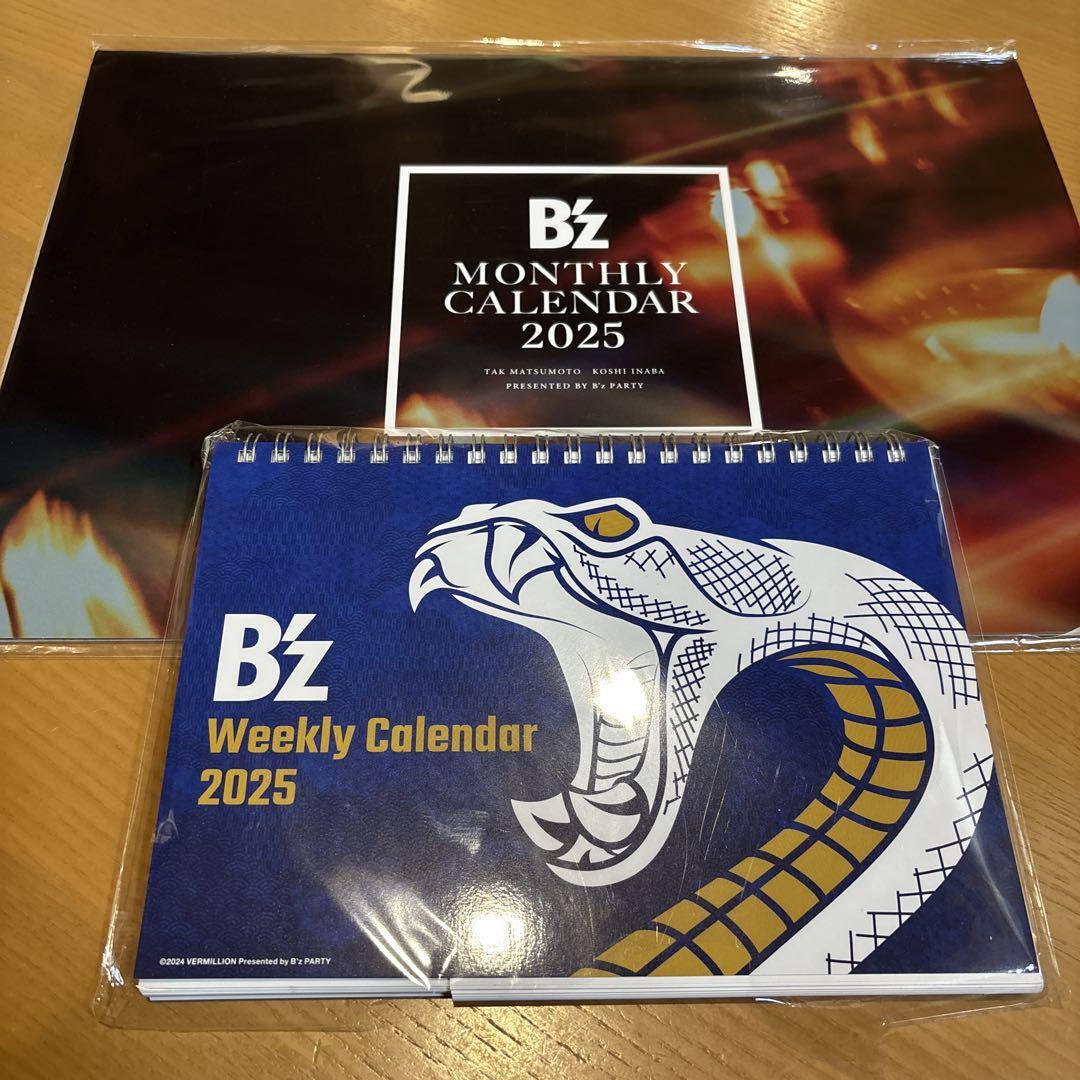 B'z
MONTHLY
CALENDAR
2025
TAK MATSUMOTO KOSHI INABA
PRESENTED BY B'z PARTY
B'z
Weekly Calendar
2025
©2024 VERMILLION Presented by B'z PARTY